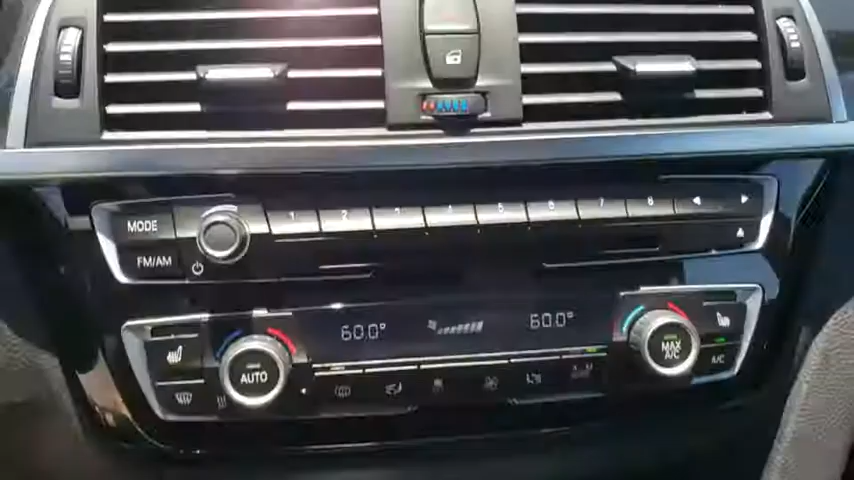 MODE 1 2 3 4 5 6 7 8
FM/AM
60.0° 60.0°
AUTO MAX A/C A/C